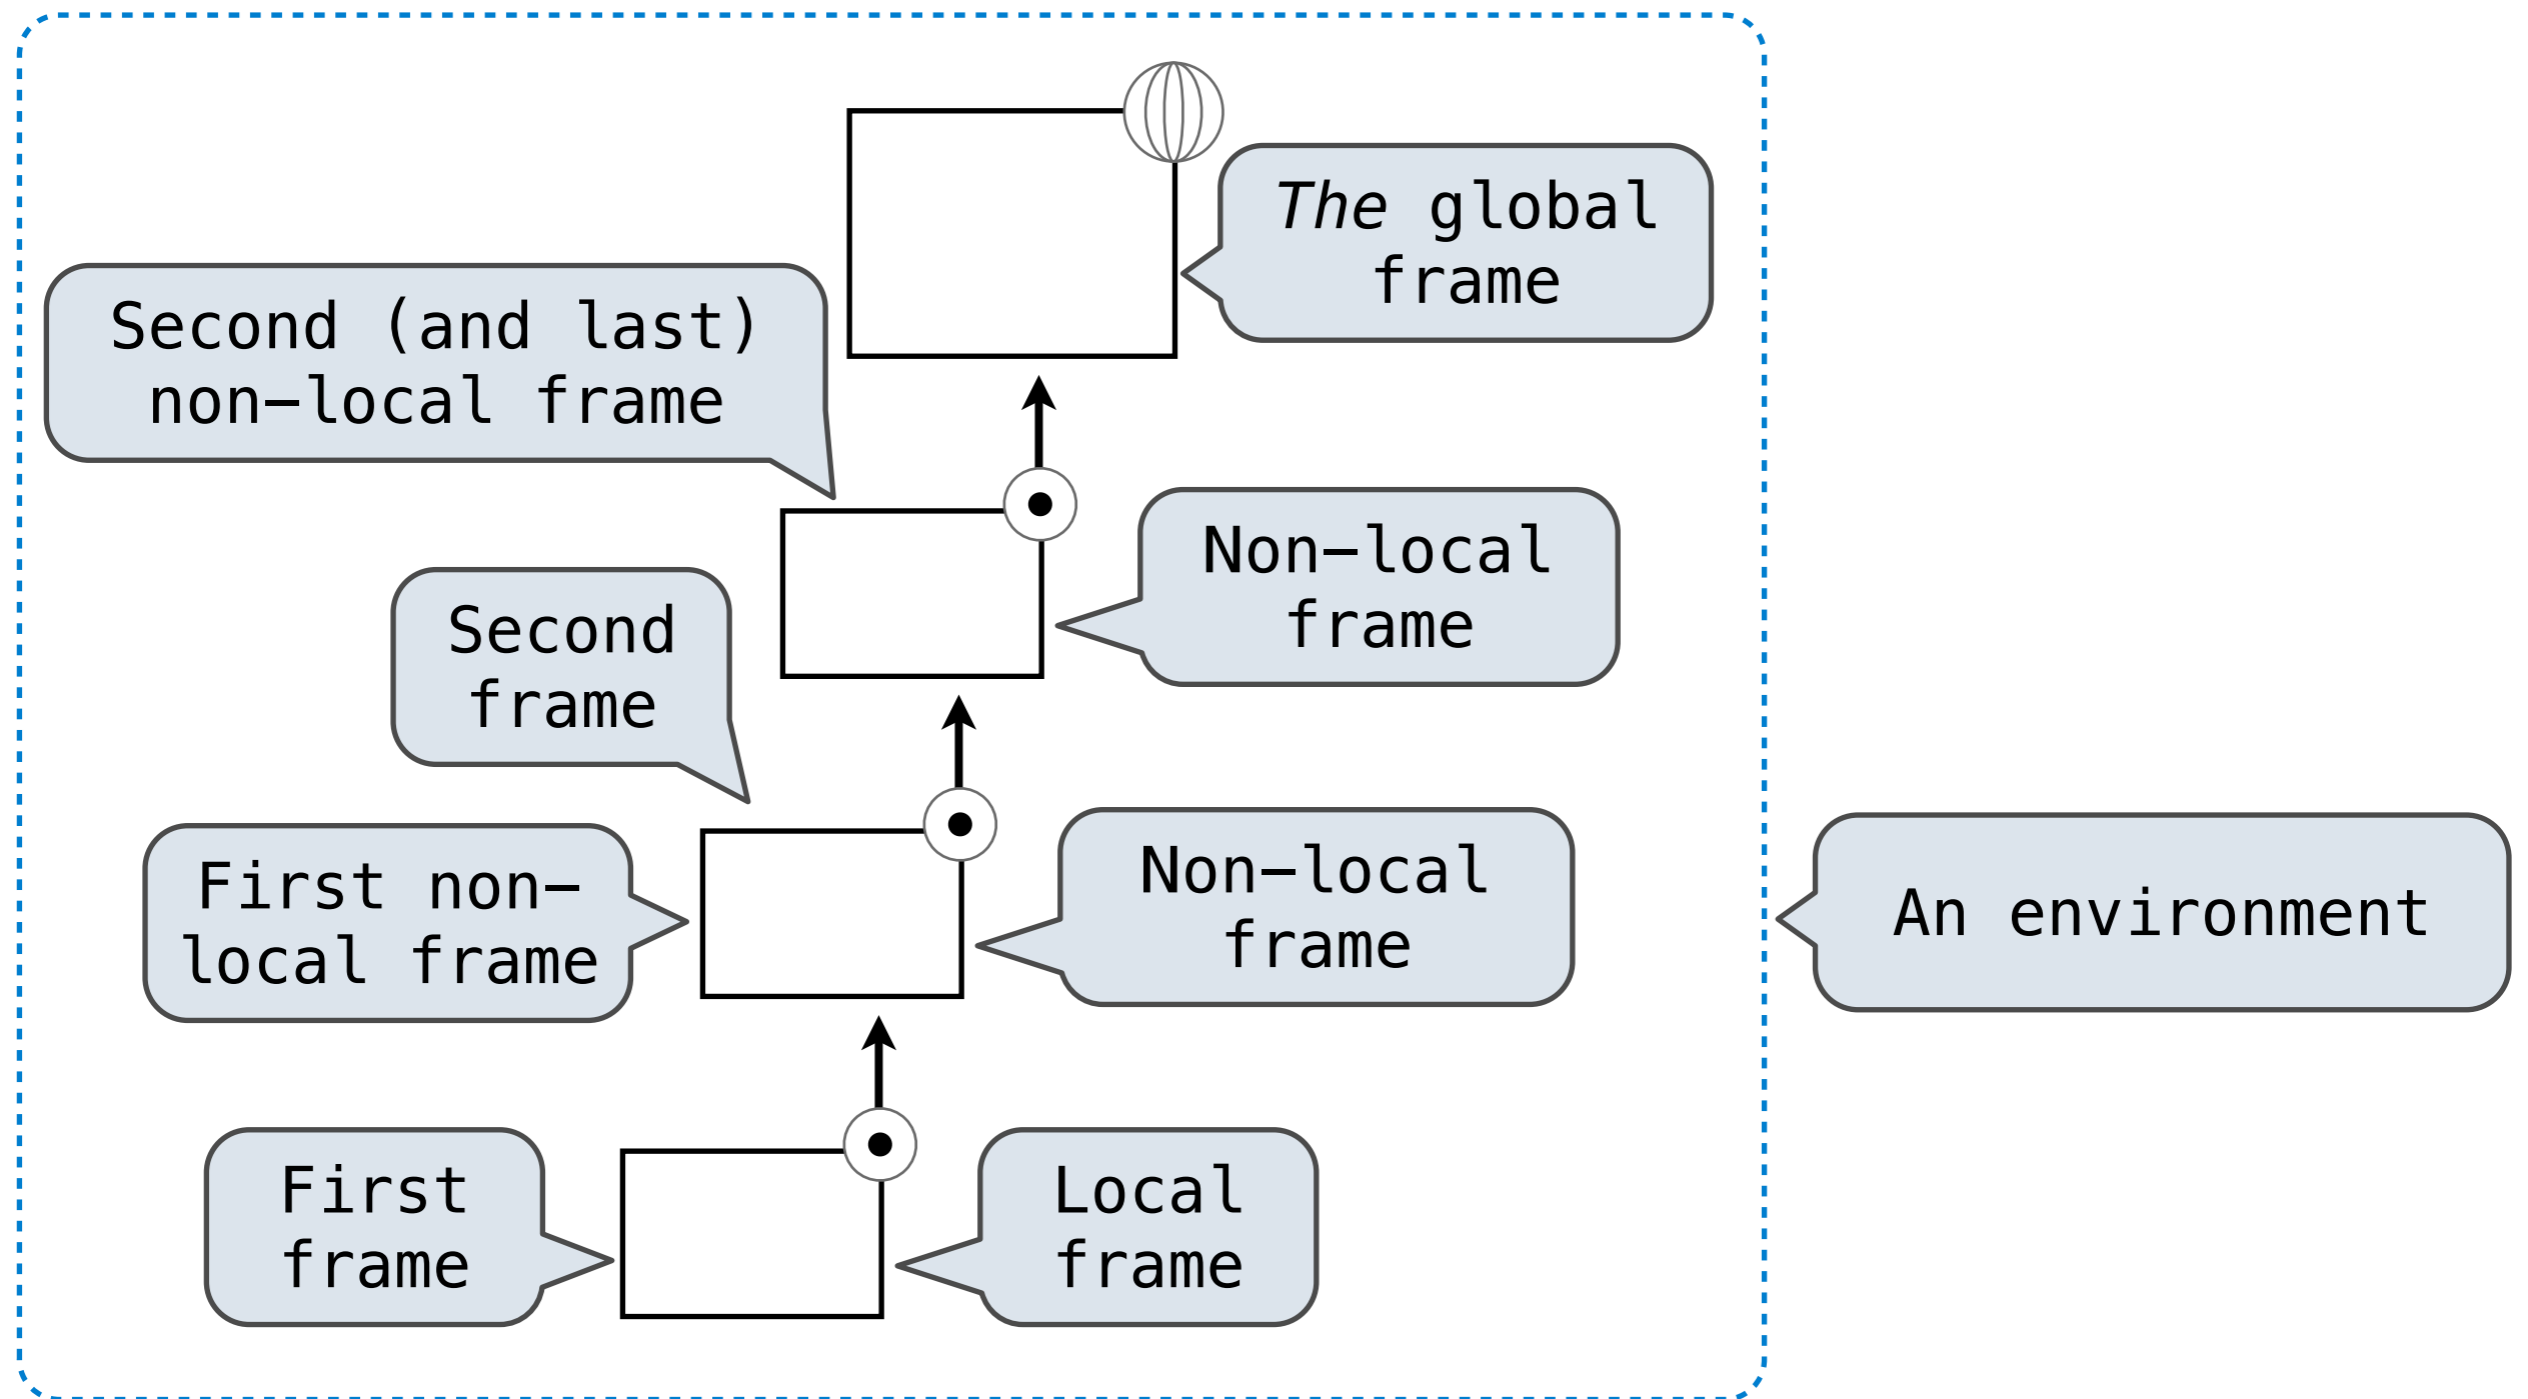 The global
frame
Second (and last)
non-local frame
Non-local
frame
Second
frame
First non-
local frame
Non-local
frame
An environment
First
frame
Local
frame